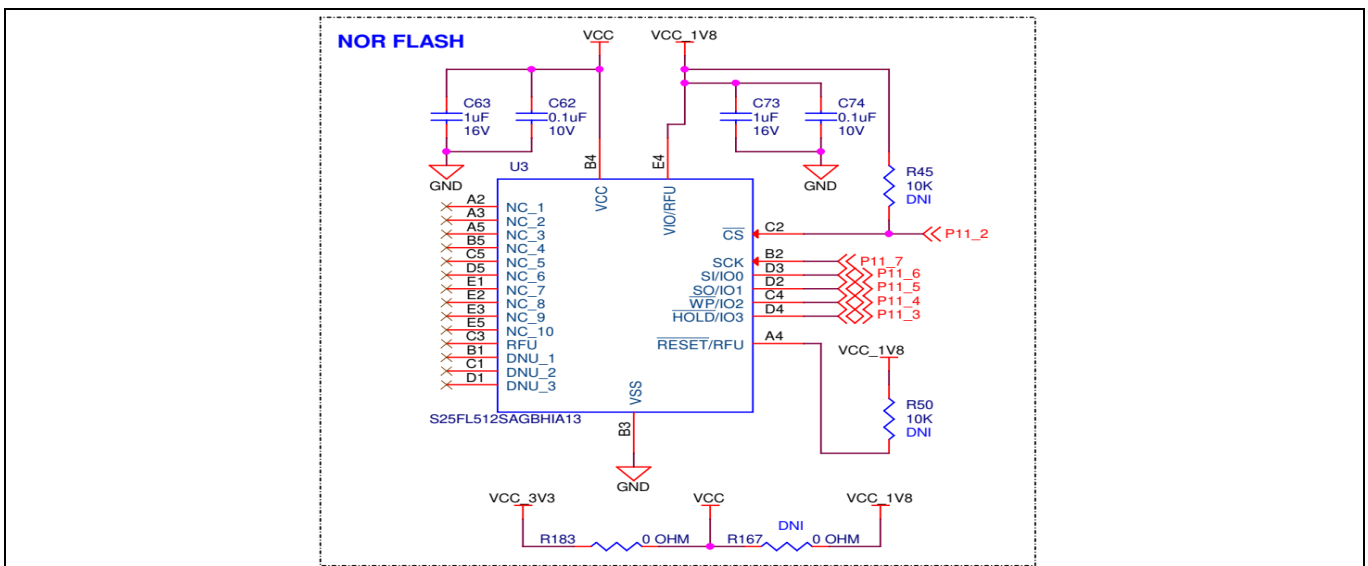 NOR FLASH
VCC
VCC_1V8
C63
1uF
16V
C62
0.1uF
10V
C73
1uF
16V
C74
0.1uF
10V
GND
GND
R45
10K
DNI
U3
B4
E4
VCC
VIO/RFU
A2 NC_1
A3 NC_2
A5 NC_3
B5 NC_4
C5 NC_5
D5 NC_6
E1 NC_7
E2 NC_8
E3 NC_9
E5 NC_10
C3 RFU
B1 DNU_1
C1 DNU_2
D1 DNU_3
CS C2 P11_2
SCK B2 P11_7
SI/IO0 D3 P11_6
SO/IO1 D2 P11_5
WP/IO2 C4 P11_4
HOLD/IO3 D4 P11_3
RESET/RFU A4
VCC_1V8
R50
10K
DNI
VSS
B3
S25FL512SAGBHIA13
GND
VCC_3V3
VCC
VCC_1V8
DNI
R183 0 OHM
R167 0 OHM